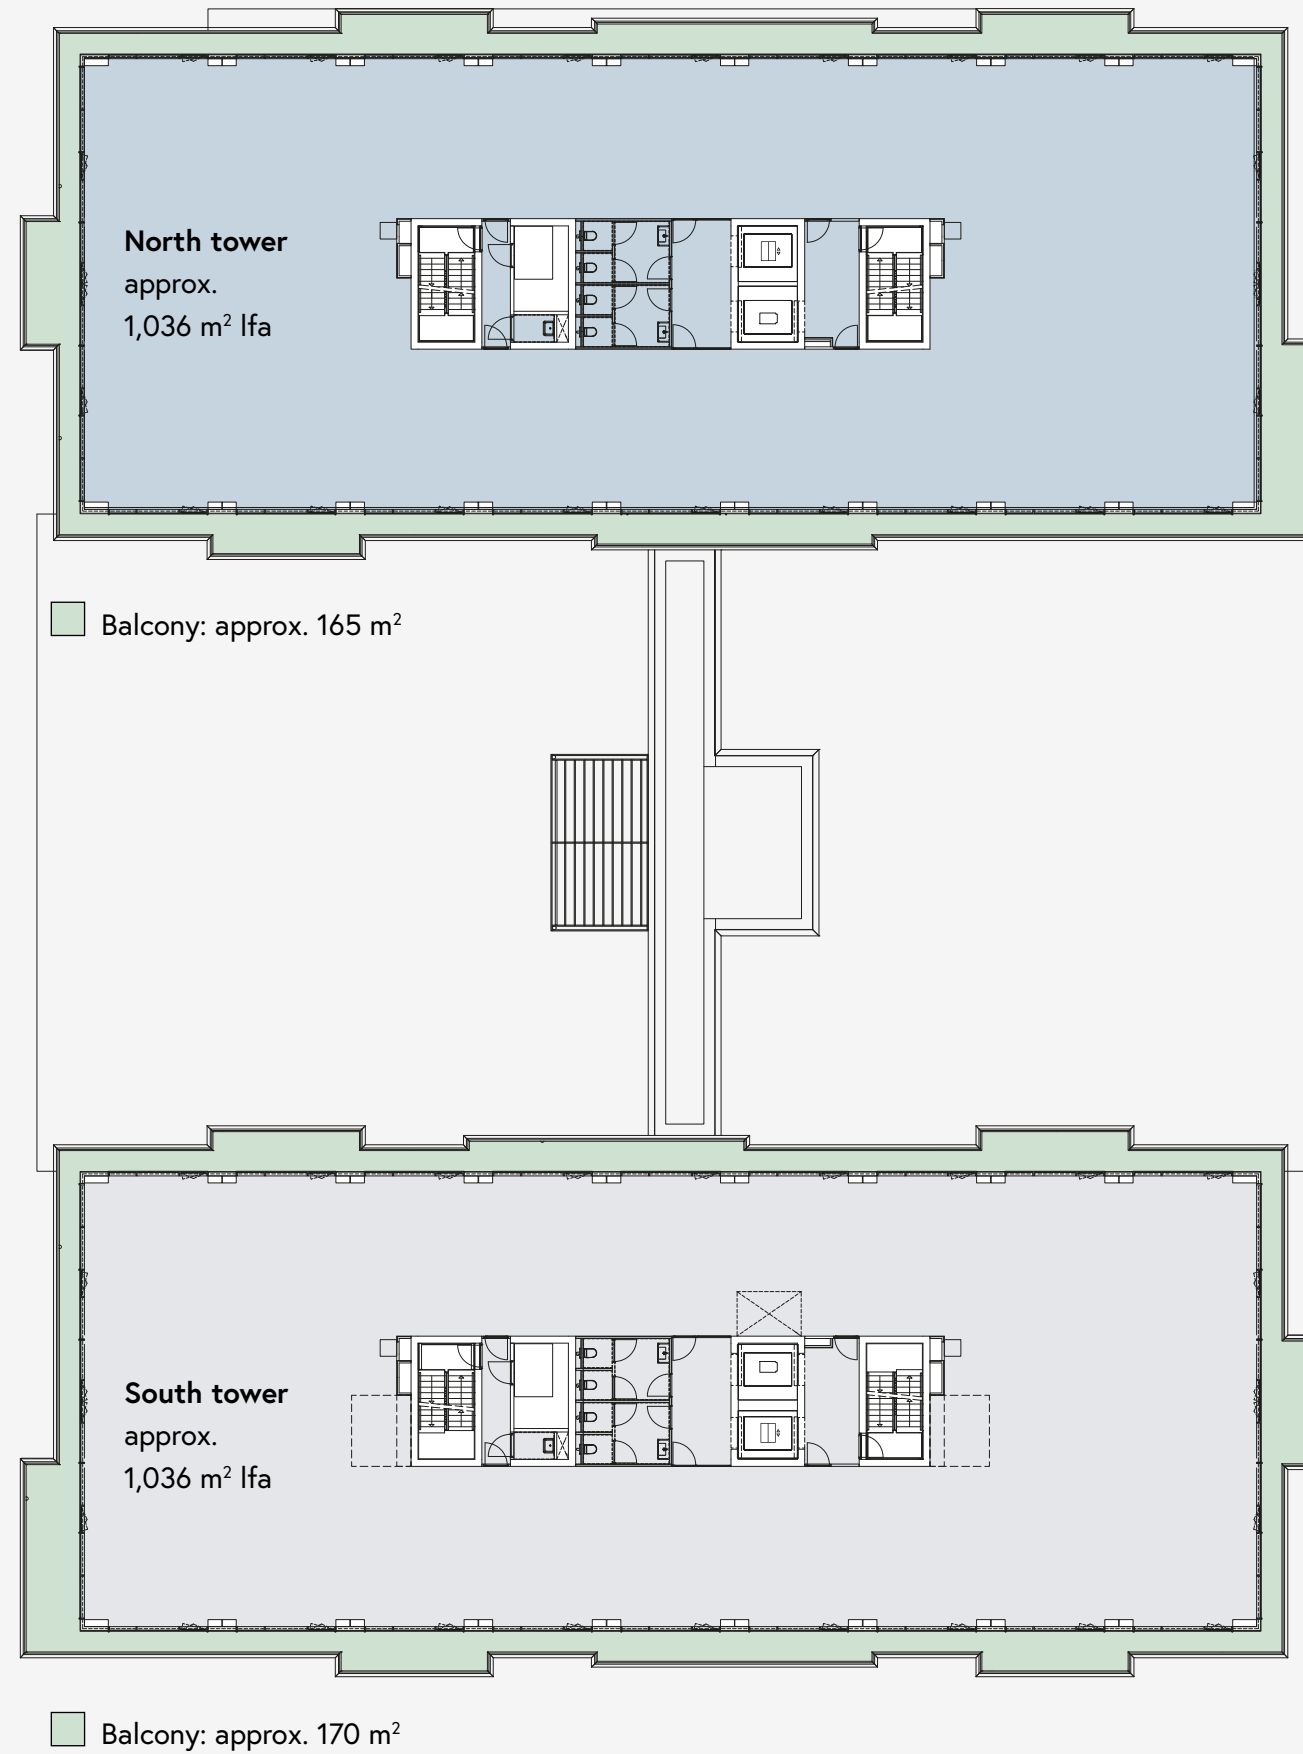 North tower
approx.
1,036 m² lfa
Balcony: approx. 165 m²
South tower
approx.
1,036 m² lfa
Balcony: approx. 170 m²